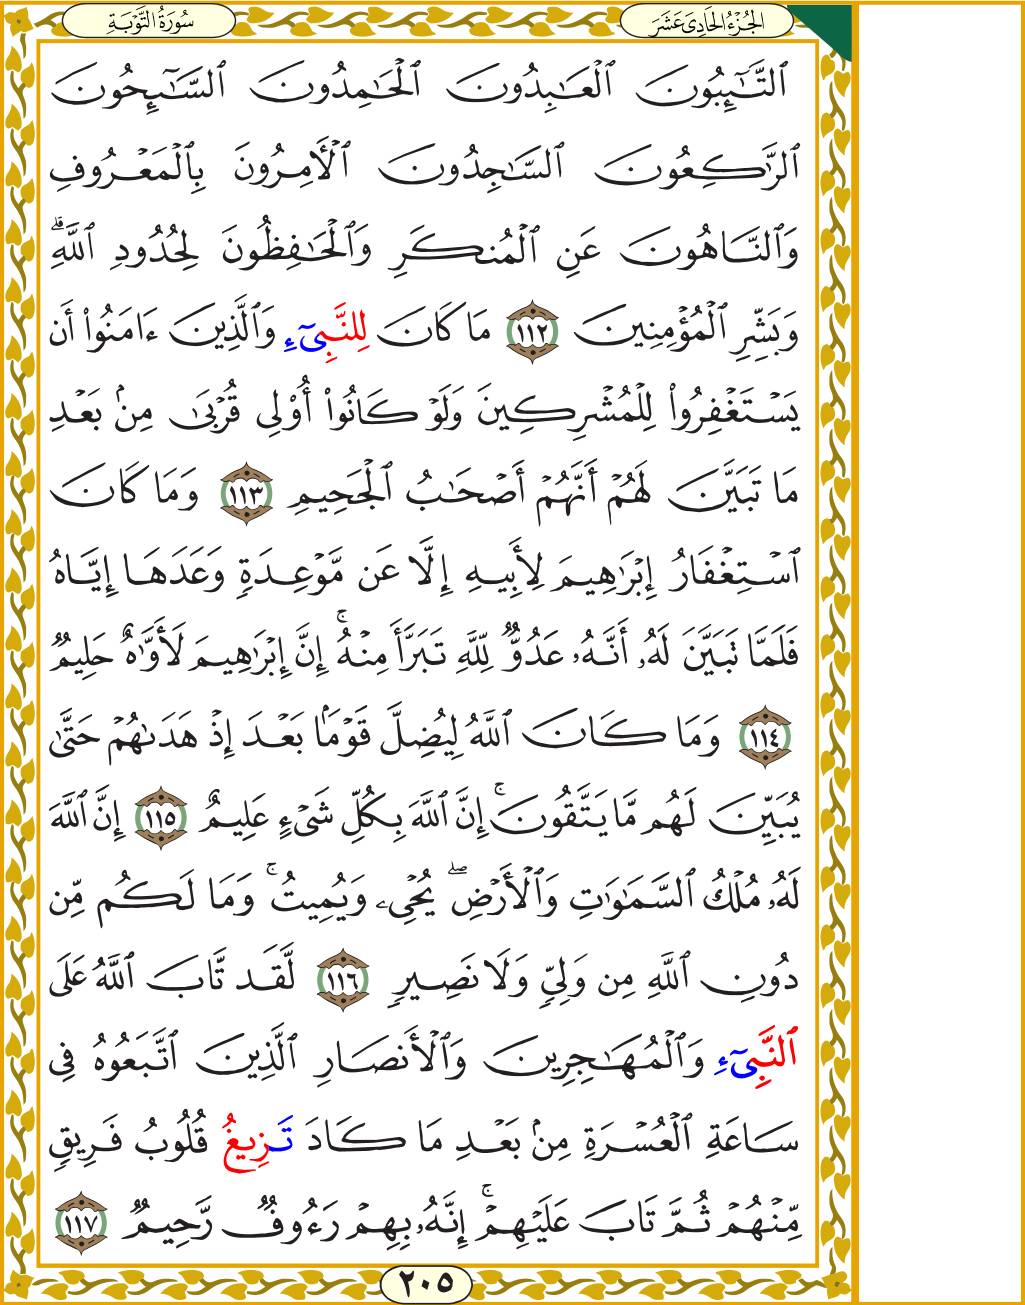 سُورَةُ التَّوْبَةِ
الجُزْءُ الحَادِي عَشَرَ
ٱلتَّٰٓئِبُونَ ٱلْعَٰبِدُونَ ٱلْحَٰمِدُونَ ٱلسَّٰٓئِحُونَ
ٱلرَّٰكِعُونَ ٱلسَّٰجِدُونَ ٱلْأٓمِرُونَ بِالْمَعْرُوفِ
وَٱلنَّاهُونَ عَنِ ٱلْمُنكَرِ وَٱلْحَٰفِظُونَ لِحُدُودِ ٱللَّهِۗ
وَبَشِّرِ ٱلْمُؤْمِنِينَ ١١٢ مَا كَانَ لِلنَّبِيٓءِ وَٱلَّذِينَ ءَامَنُوا۟ أَن
يَسْتَغْفِرُوا۟ لِلْمُشْرِكِينَ وَلَوْ كَانُوٓا۟ أُو۟لِى قُرْبَىٰ مِنۢ بَعْدِ
مَا تَبَيَّنَ لَهُمْ أَنَّهُمْ أَصْحَٰبُ ٱلْجَحِيمِ ١١٣ وَمَا كَانَ
ٱسْتِغْفَارُ إِبْرَٰهِيمَ لِأَبِيهِ إِلَّا عَن مَّوْعِدَةٍ وَعَدَهَا إِيَّاهُ
فَلَمَّا تَبَيَّنَ لَهُۥ أَنَّهُۥ عَدُوٌّ لِّلَّهِ تَبَرَّأَ مِنْهُۚ إِنَّ إِبْرَٰهِيمَ لَأَوَّٰهٌ حَلِيمٌ
١١٤ وَمَا كَانَ ٱللَّهُ لِيُضِلَّ قَوْمًۢا بَعْدَ إِذْ هَدَىٰهُمْ حَتَّىٰ
يُبَيِّنَ لَهُم مَّا يَتَّقُونَۚ إِنَّ ٱللَّهَ بِكُلِّ شَىْءٍ عَلِيمٌ ١١٥ إِنَّ ٱللَّهَ
لَهُۥ مُلْكُ ٱلسَّمَٰوَٰتِ وَٱلْأَرْضِۖ يُحْىِۦ وَيُمِيتُۚ وَمَا لَكُم مِّن
دُونِ ٱللَّهِ مِن وَلِىٍّ وَلَا نَصِيرٍ ١١٦ لَّقَد تَّابَ ٱللَّهُ عَلَى
ٱلنَّبِيٓءِ وَٱلْمُهَٰجِرِينَ وَٱلْأَنصَارِ ٱلَّذِينَ ٱتَّبَعُوهُ فِى
سَاعَةِ ٱلْعُسْرَةِ مِنۢ بَعْدِ مَا كَادَ تَزِيغُ قُلُوبُ فَرِيقٍ
مِّنْهُمْ ثُمَّ تَابَ عَلَيْهِمْۚ إِنَّهُۥ بِهِمْ رَءُوفٌ رَّحِيمٌ ١١٧
٢٠٥